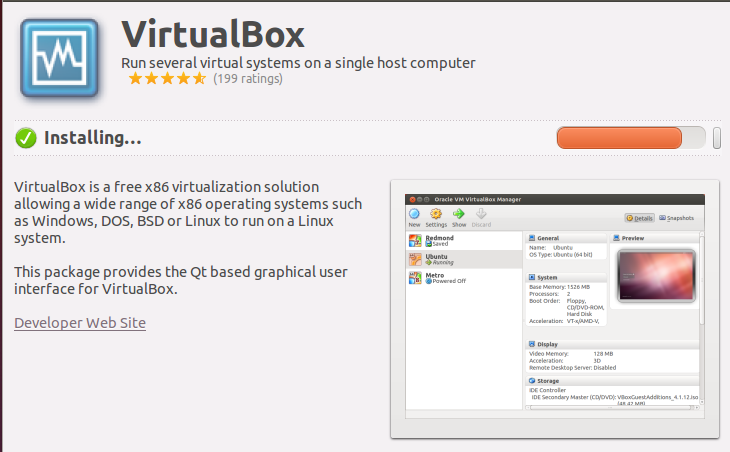 VirtualBox
Run several virtual systems on a single host computer
(199 ratings)
Installing...
VirtualBox is a free x86 virtualization solution
allowing a wide range of x86 operating systems such
as Windows, DOS, BSD or Linux to run on a Linux
system.
This package provides the Qt based graphical user
interface for VirtualBox.
Developer Web Site
Oracle VM VirtualBox Manager
New Settings Show Discard
Details Snapshots
Redmond
Saved
Ubuntu
Running
Metro
Powered Off
General
Name: Ubuntu
OS Type: Ubuntu (64 bit)
Preview
System
Base Memory: 1526 MB
Processors: 2
Boot Order: Floppy,
CD/DVD-ROM,
Hard Disk
Acceleration: VT-x/AMD-V,
Display
Video Memory: 128 MB
Acceleration: 3D
Remote Desktop Server: Disabled
Storage
IDE Controller
IDE Secondary Master (CD/DVD): VBoxGuestAdditions_4.1.12.iso
(48.42 MB)